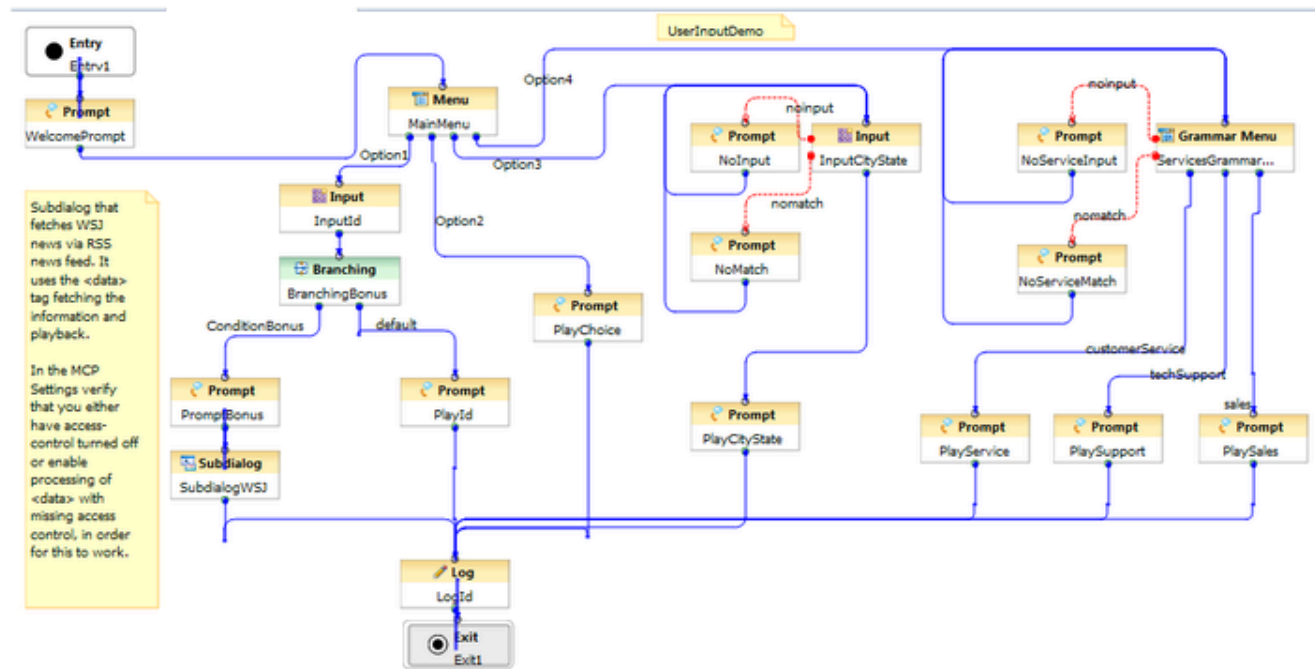 UserInputDemo
Entry
Entry1
Prompt
WelcomePrompt
Menu
MainMenu
Option1
Option2
Option3
Option4
Input
InputId
Branching
BranchingBonus
ConditionBonus
default
Prompt
PromptBonus
Subdialog
SubdialogWSJ
Prompt
PlayId
Prompt
PlayChoice
noinput
Prompt
NoInput
Input
InputCityState
nomatch
Prompt
NoMatch
Prompt
PlayCityState
noinput
Prompt
NoServiceInput
Grammar Menu
ServicesGrammar...
nomatch
Prompt
NoServiceMatch
customerService
techSupport
sales
Prompt
PlayService
Prompt
PlaySupport
Prompt
PlaySales
Log
LogId
Exit
Exit1
Subdialog that
fetches WSJ
news via RSS
news feed. It
uses the <data>
tag fetching the
information and
playback.
In the MCP
Settings verify
that you either
have access-
control turned off
or enable
processing of
<data> with
missing access
control, in order
for this to work.